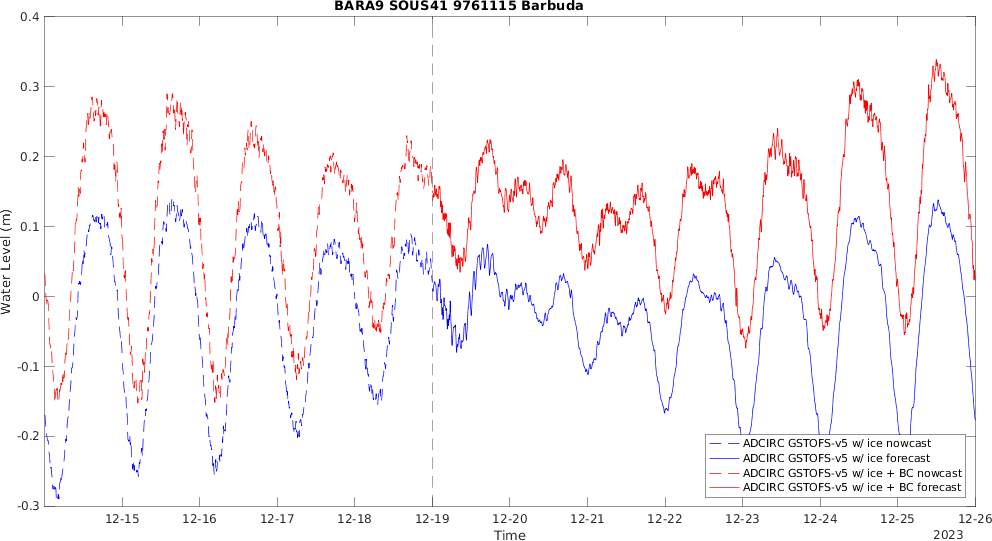 BARA9 SOUS41 9761115 Barbuda
Water Level (m)
0.4
0.3
0.2
0.1
0
-0.1
-0.2
-0.3
ADCIRC GSTOFS-v5 w/ ice nowcast
ADCIRC GSTOFS-v5 w/ ice forecast
ADCIRC GSTOFS-v5 w/ ice + BC nowcast
ADCIRC GSTOFS-v5 w/ ice + BC forecast
12-15 12-16 12-17 12-18 12-19 12-20 12-21 12-22 12-23 12-24 12-25 12-26
Time
2023